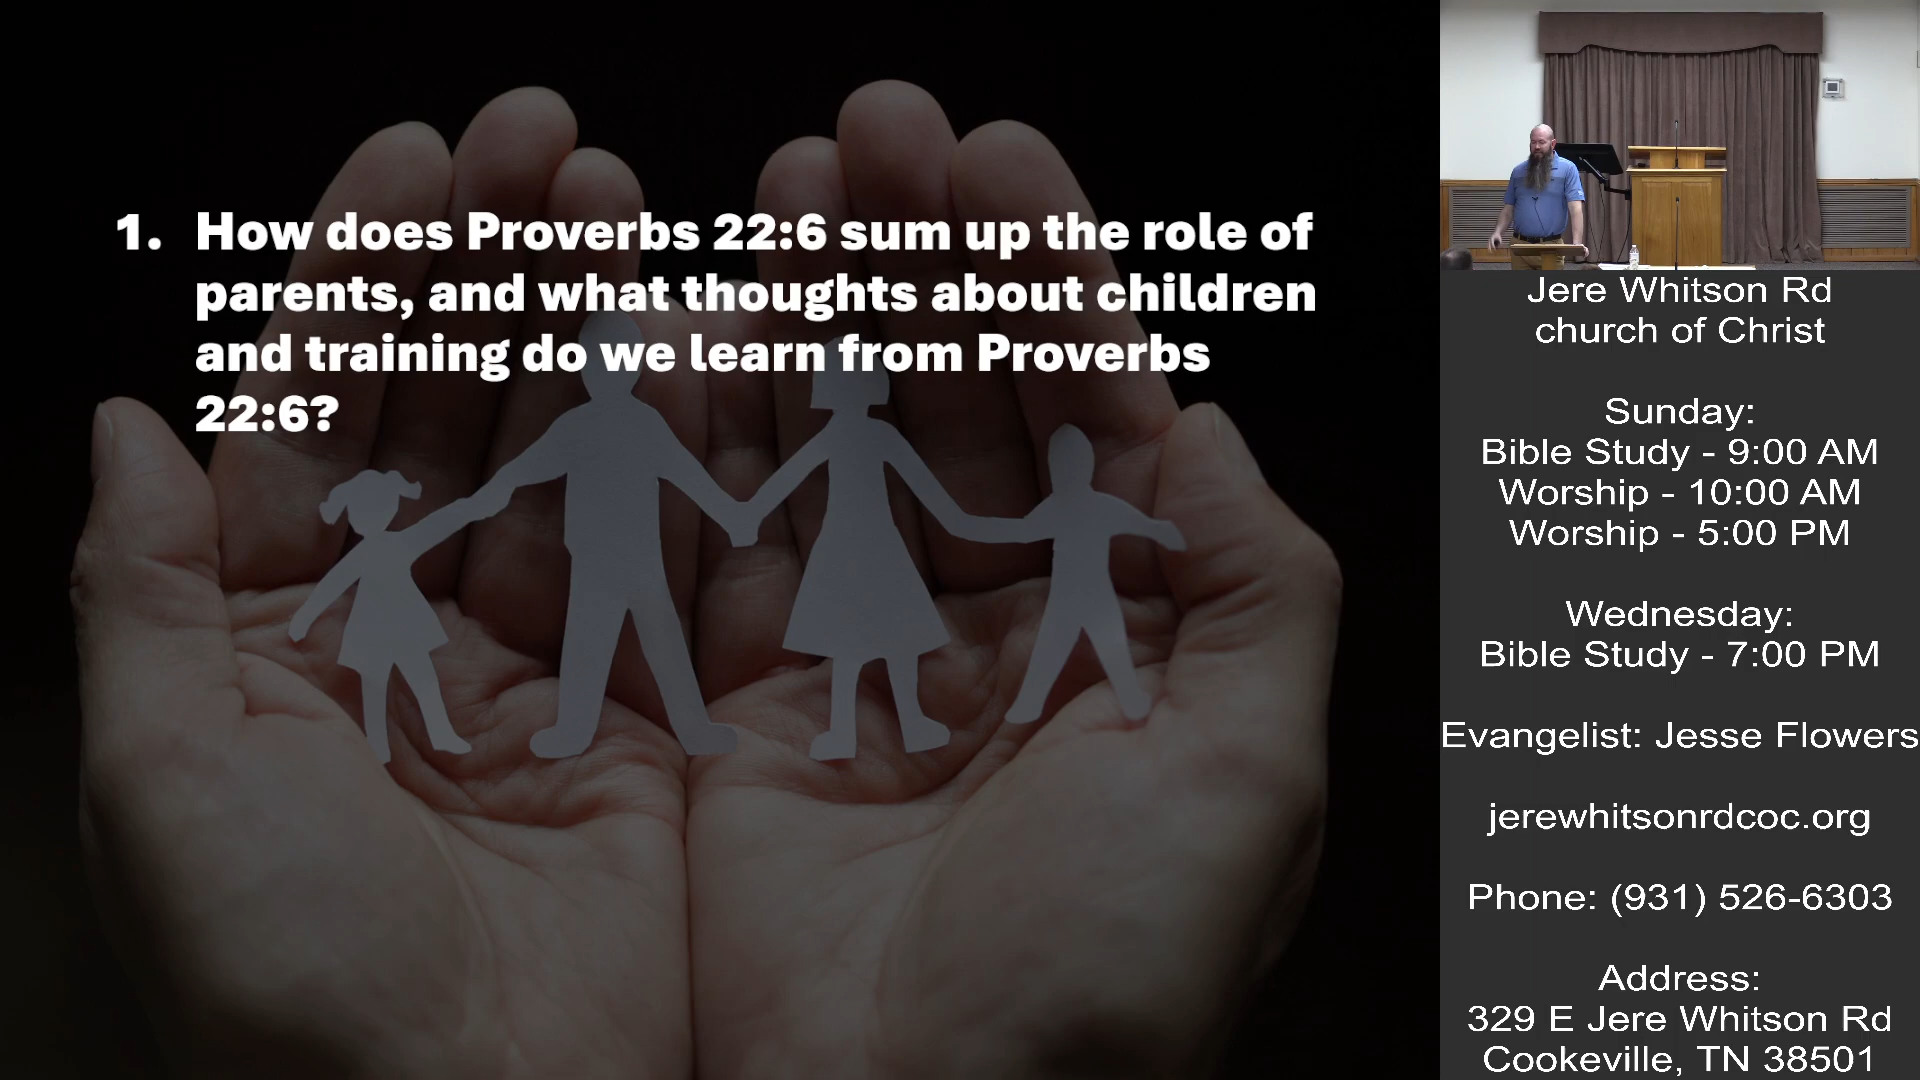 1. How does Proverbs 22:6 sum up the role of
parents, and what thoughts about children
and training do we learn from Proverbs
22:6?
Jere Whitson Rd
church of Christ
Sunday:
Bible Study - 9:00 AM
Worship - 10:00 AM
Worship - 5:00 PM
Wednesday:
Bible Study - 7:00 PM
Evangelist: Jesse Flowers
jerewhitsonrdcoc.org
Phone: (931) 526-6303
Address:
329 E Jere Whitson Rd
Cookeville, TN 38501